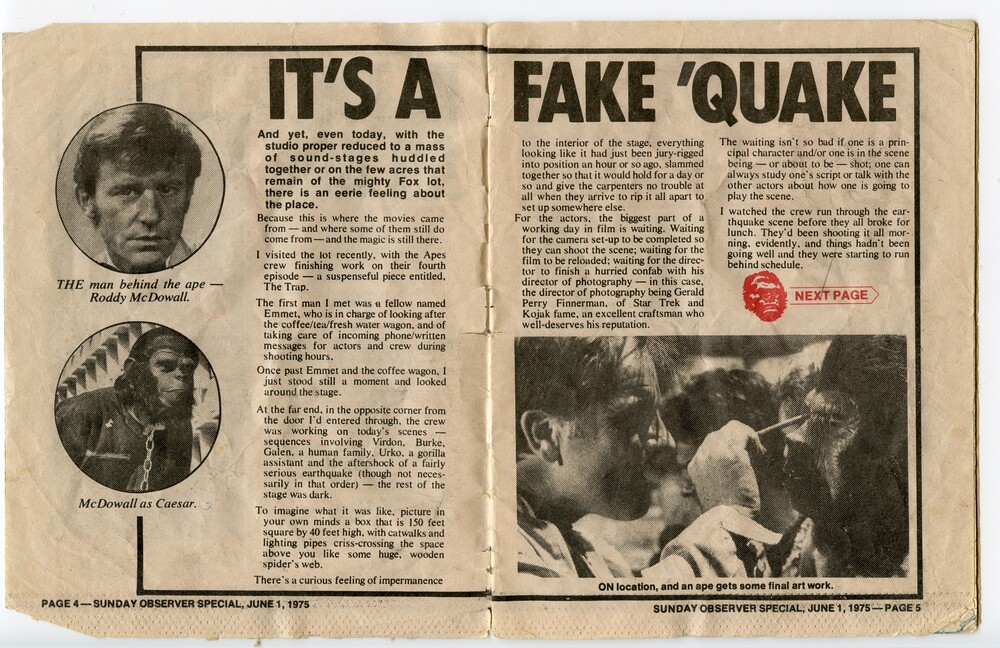 IT'S A FAKE 'QUAKE
THE man behind the ape —
Roddy McDowall.
McDowall as Caesar.
And yet, even today, with the
studio proper reduced to a mass
of sound-stages huddled
together or on the few acres that
remain of the mighty Fox lot,
there is an eerie feeling about
the place.
Because this is where the movies came
from — and where some of them still do
come from — and the magic is still there.
I visited the lot recently, with the Apes
crew finishing work on their fourth
episode — a suspenseful piece entitled,
The Trap.
The first man I met was a fellow named
Emmet, who is in charge of looking after
the coffee/tea/fresh water wagon, and of
taking care of incoming phone/written
messages for actors and crew during
shooting hours.
Once past Emmet and the coffee wagon, I
just stood still a moment and looked
around the stage.
At the far end, in the opposite corner from
the door I'd entered through, the crew
was working on today's scenes —
sequences involving Virdon, Burke,
Galen, a human family, Urko, a gorilla
assistant and the aftershock of a fairly
serious earthquake (though not neces-
sarily in that order) — the rest of the
stage was dark.
To imagine what it was like, picture in
your own minds a box that is 150 feet
square by 40 feet high, with catwalks and
lighting pipes criss-crossing the space
above you like some huge, wooden
spider's web.
There's a curious feeling of impermanence
PAGE 4 — SUNDAY OBSERVER SPECIAL, JUNE 1, 1975
to the interior of the stage, everything
looking like it had just been jury-rigged
into position an hour or so ago, slammed
together so that it would hold for a day or
so and give the carpenters no trouble at
all when they arrive to rip it all apart to
set up somewhere else.
For the actors, the biggest part of a
working day in film is waiting. Waiting
for the camera set-up to be completed so
they can shoot the scene; waiting for the
film to be reloaded; waiting for the direc-
tor to finish a hurried confab with his
director of photography — in this case,
the director of photography being Gerald
Perry Finnerman, of Star Trek and
Kojak fame, an excellent craftsman who
well-deserves his reputation.
The waiting isn't so bad if one is a prin-
cipal character and/or one is in the scene
being — or about to be — shot; one can
always study one's script or talk with the
other actors about how one is going to
play the scene.
I watched the crew run through the ear-
thquake scene before they all broke for
lunch. They'd been shooting it all mor-
ning, evidently, and things hadn't been
going well and they were starting to run
behind schedule.
NEXT PAGE
ON location, and an ape gets some final art work.
SUNDAY OBSERVER SPECIAL, JUNE 1, 1975 — PAGE 5